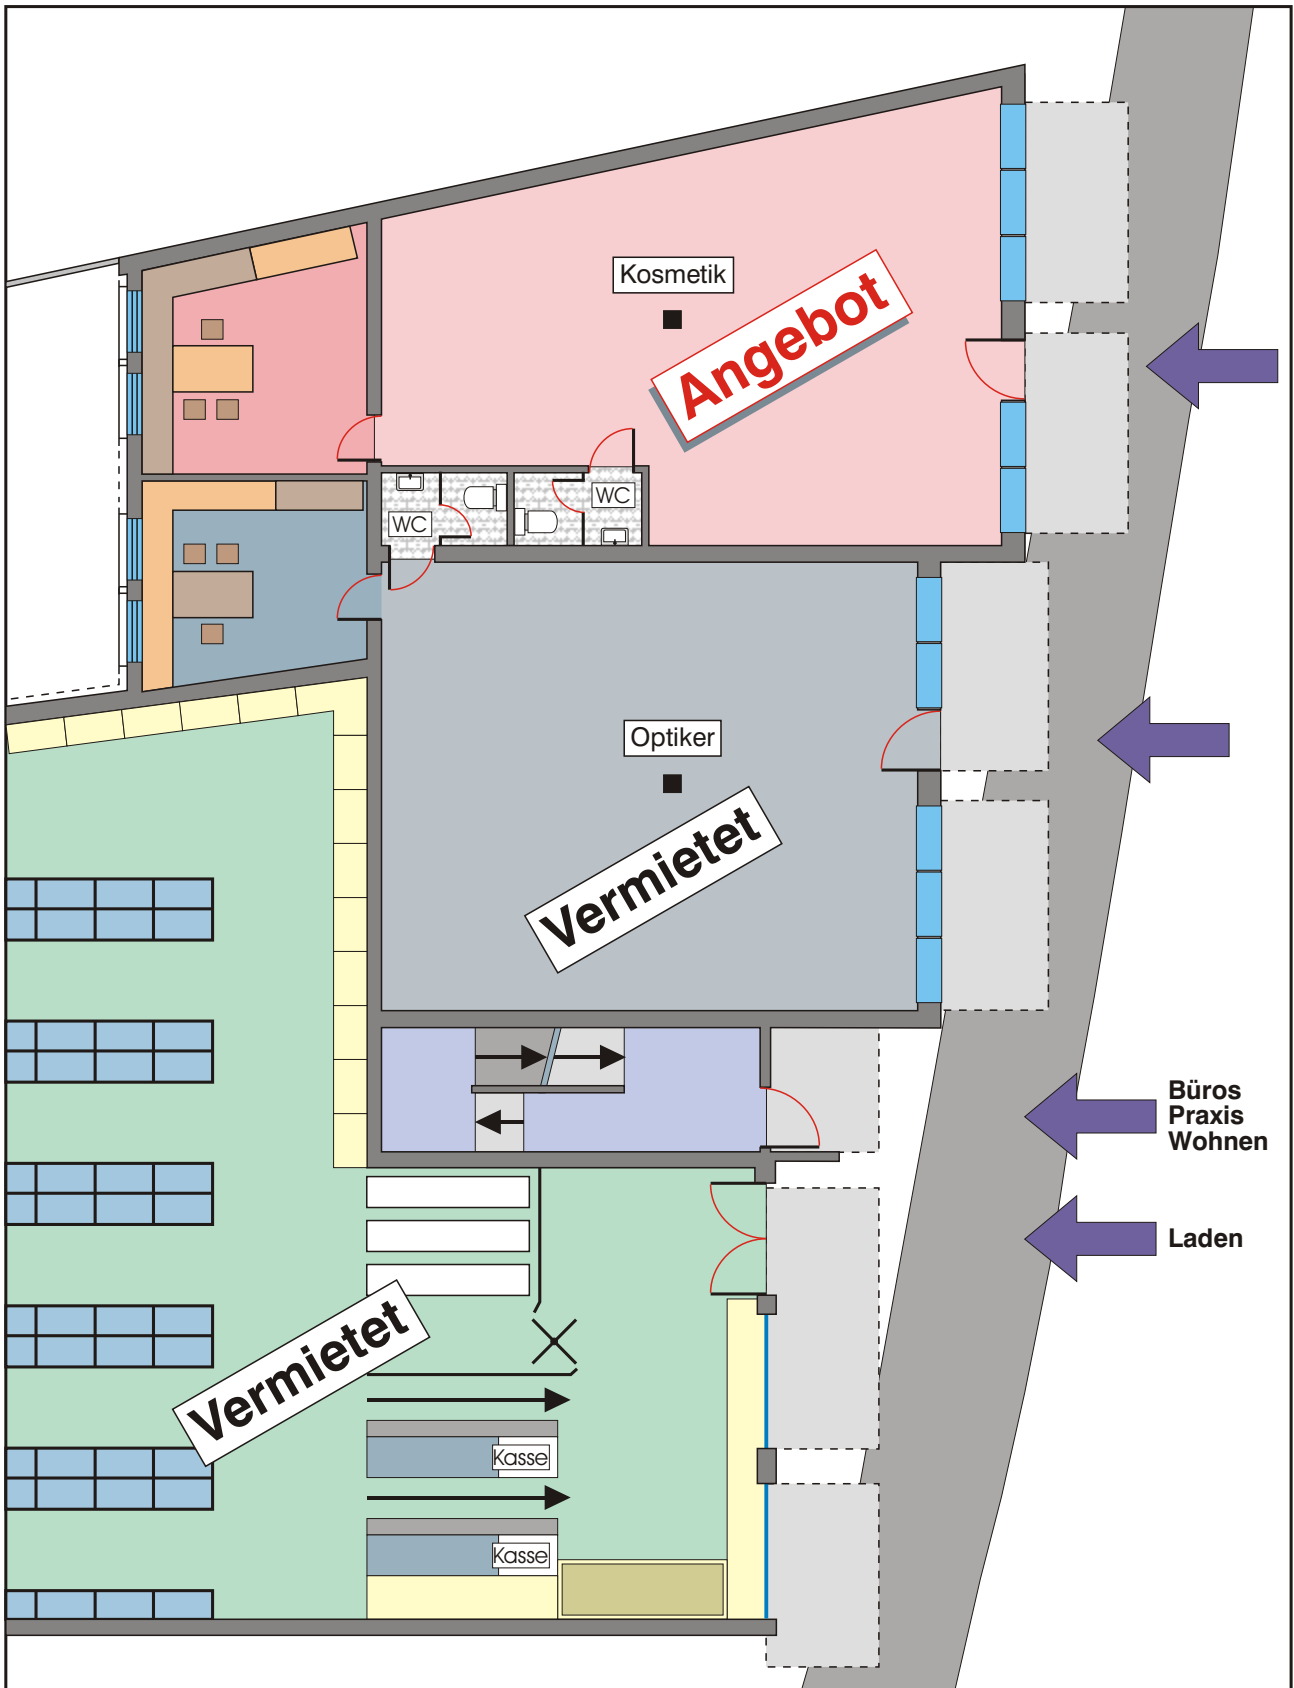 Kosmetik
Angebot
WC
WC
Optiker
Vermietet
Büros
Praxis
Wohnen
Laden
Vermietet
Kasse
Kasse